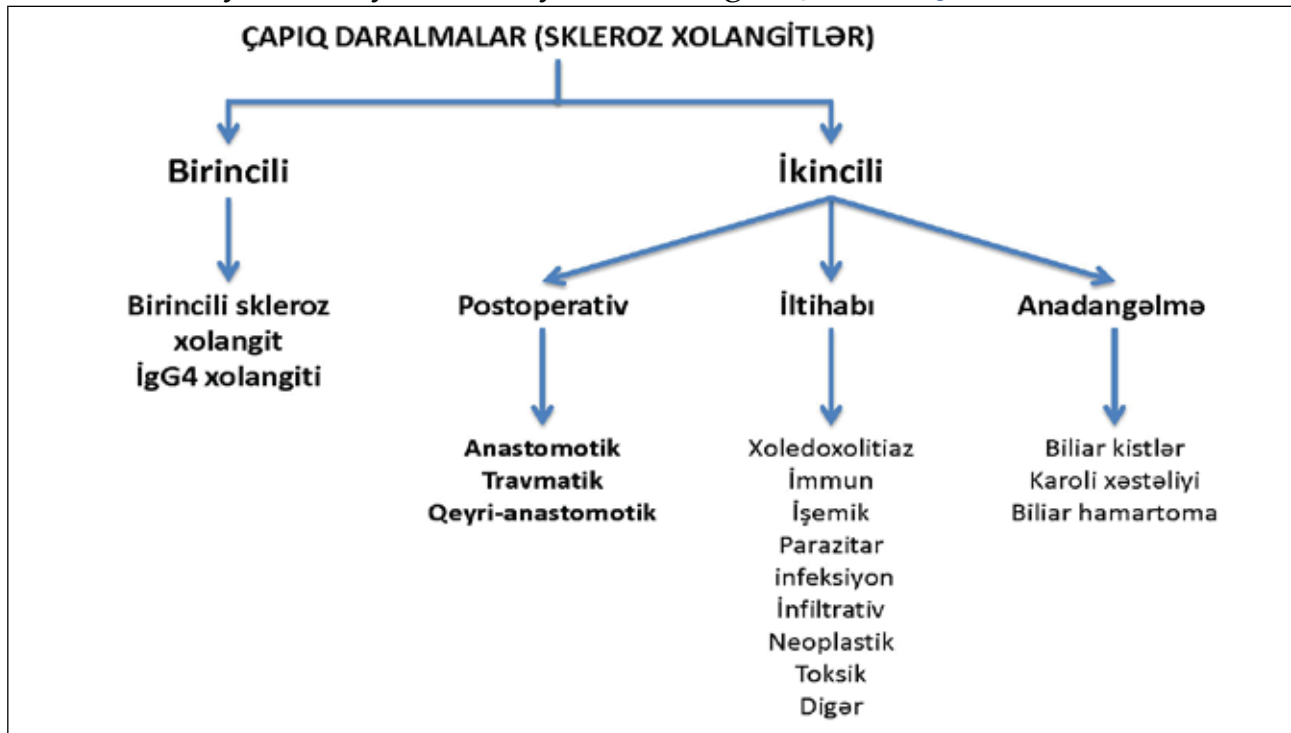 ÇAPIQ DARALMALAR (SKLEROZ XOLANGİTLƏR)
Birincili
İkincili
Birincili skleroz
xolangit
İgG4 xolangiti
Postoperativ
İltihabı
Anadangəlmə
Anastomotik
Travmatik
Qeyri-anastomotik
Xoledoxolitiaz
İmmun
İşemik
Parazitar
infeksiyon
İnfiltrativ
Neoplastik
Toksik
Digər
Biliar kistlər
Karoli xəstəliyi
Biliar hamartoma